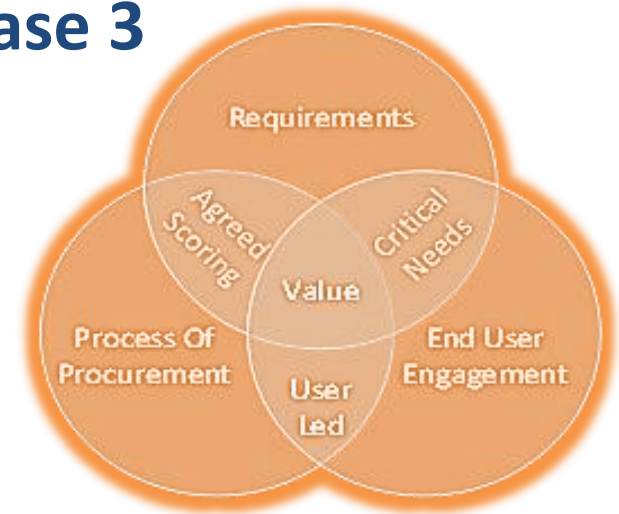 ase 3
Requirements
Agreed
Scoring
Critical
Needs
Value
Process Of
Procurement
End User
Engagement
User
Led